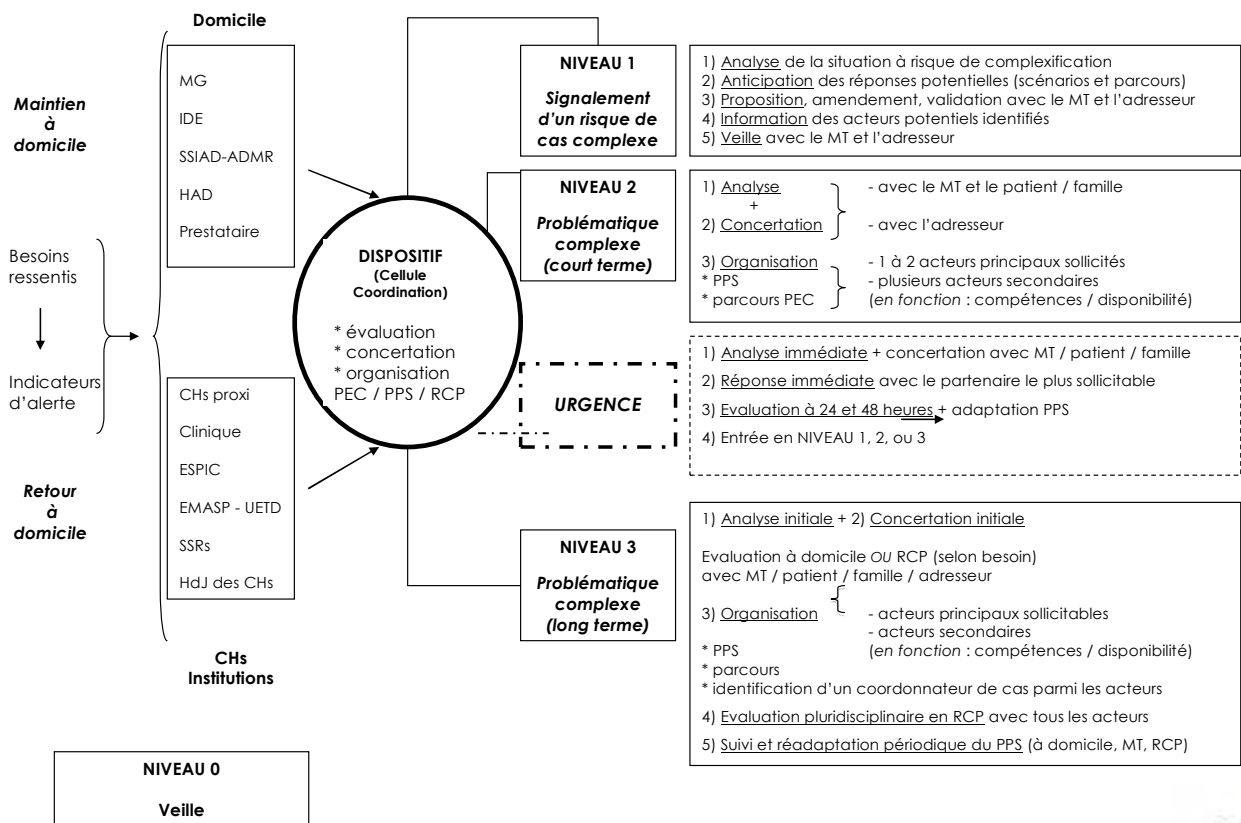 Domicile
MG
IDE
SSIAD-ADMR
HAD
Prestataire
Maintien
à
domicile
Besoins
ressentis
Indicateurs
d'alerte
Retour
à
domicile
CHs proxi
Clinique
ESPIC
EMASP - UETD
SSRs
HdJ des CHs
CHs
Institutions
NIVEAU 0
Veille
DISPOSITIF
(Cellule
Coordination)
* évaluation
* concertation
* organisation
PEC / PPS / RCP
NIVEAU 1
Signalement
d'un risque de
cas complexe
1) Analyse de la situation à risque de complexification
2) Anticipation des réponses potentielles (scénarios et parcours)
3) Proposition, amendement, validation avec le MT et l'adresseur
4) Information des acteurs potentiels identifiés
5) Veille avec le MT et l'adresseur
NIVEAU 2
Problématique
complexe
(court terme)
1) Analyse - avec le MT et le patient / famille
+
2) Concertation - avec l'adresseur
3) Organisation - 1 à 2 acteurs principaux sollicités
* PPS - plusieurs acteurs secondaires
* parcours PEC (en fonction : compétences / disponibilité)
URGENCE
1) Analyse immédiate + concertation avec MT / patient / famille
2) Réponse immédiate avec le partenaire le plus sollicitable
3) Evaluation à 24 et 48 heures + adaptation PPS
4) Entrée en NIVEAU 1, 2, ou 3
NIVEAU 3
Problématique
complexe
(long terme)
1) Analyse initiale + 2) Concertation initiale
Evaluation à domicile OU RCP (selon besoin)
avec MT / patient / famille / adresseur
3) Organisation - acteurs principaux sollicitables
- acteurs secondaires
* PPS (en fonction : compétences / disponibilité)
* parcours
* identification d'un coordonnateur de cas parmi les acteurs
4) Evaluation pluridisciplinaire en RCP avec tous les acteurs
5) Suivi et réadaptation périodique du PPS (à domicile, MT, RCP)